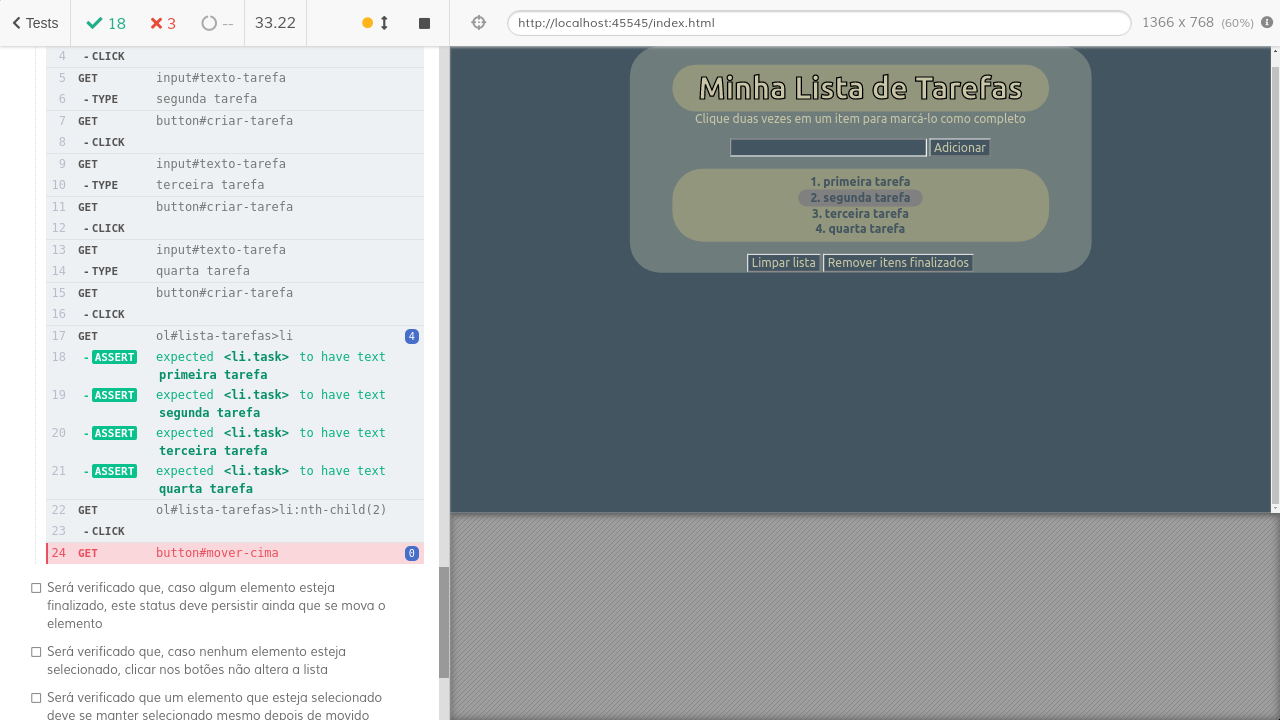 Tests 18 3 -- 33.22 http://localhost:45545/index.html 1366 x 768 (60%)
4 - CLICK
5 GET input#texto-tarefa
6 - TYPE segunda tarefa
7 GET button#criar-tarefa
8 - CLICK
9 GET input#texto-tarefa
10 - TYPE terceira tarefa
11 GET button#criar-tarefa
12 - CLICK
13 GET input#texto-tarefa
14 - TYPE quarta tarefa
15 GET button#criar-tarefa
16 - CLICK
17 GET ol#lista-tarefas>li 4
18 - ASSERT expected <li.task> to have text
primeira tarefa
19 - ASSERT expected <li.task> to have text
segunda tarefa
20 - ASSERT expected <li.task> to have text
terceira tarefa
21 - ASSERT expected <li.task> to have text
quarta tarefa
22 GET ol#lista-tarefas>li:nth-child(2)
23 - CLICK
24 GET button#mover-cima 0
Será verificado que, caso algum elemento esteja
finalizado, este status deve persistir ainda que se mova o
elemento
Será verificado que, caso nenhum elemento esteja
selecionado, clicar nos botões não altera a lista
Será verificado que um elemento que esteja selecionado
deve se manter selecionado mesmo depois de movido
Minha Lista de Tarefas
Clique duas vezes em um item para marcá-lo como completo
Adicionar
1. primeira tarefa
2. segunda tarefa
3. terceira tarefa
4. quarta tarefa
Limpar lista Remover itens finalizados